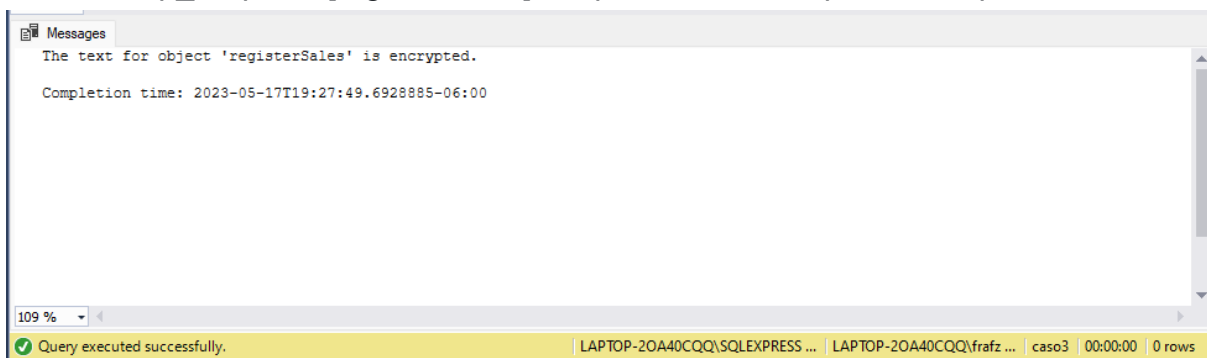 Messages
The text for object 'registerSales' is encrypted.
Completion time: 2023-05-17T19:27:49.6928885-06:00
109 %
Query executed successfully.
LAPTOP-2OA40CQQ\SQLEXPRESS ... LAPTOP-2OA40CQQ\frafz ... caso3 00:00:00 0 rows